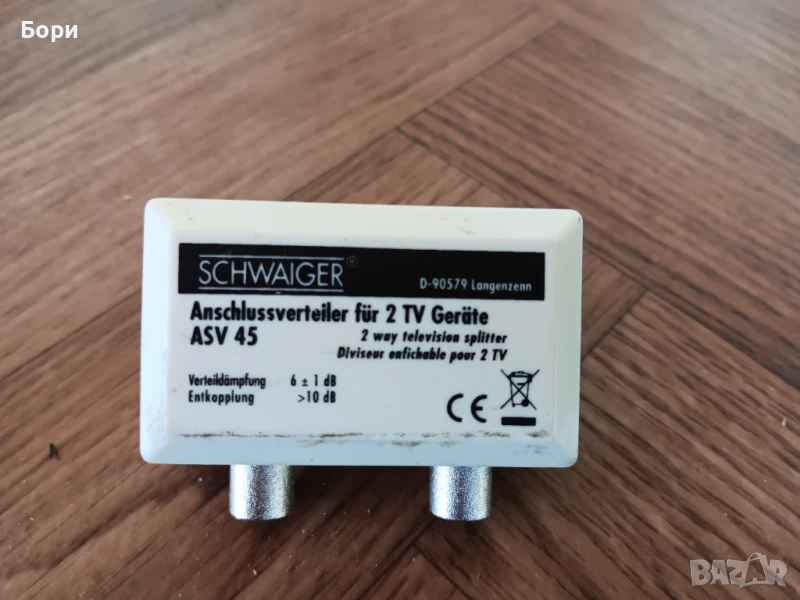 Бори
SCHWAIGER®
D-90579 Langenzenn
Anschlussverteiler für 2 TV Geräte
ASV 45
2 way television splitter
Diviseur enfichable pour 2 TV
Verteildämpfung 6 ± 1 dB
Entkopplung >10 dB
CE
BAZAR